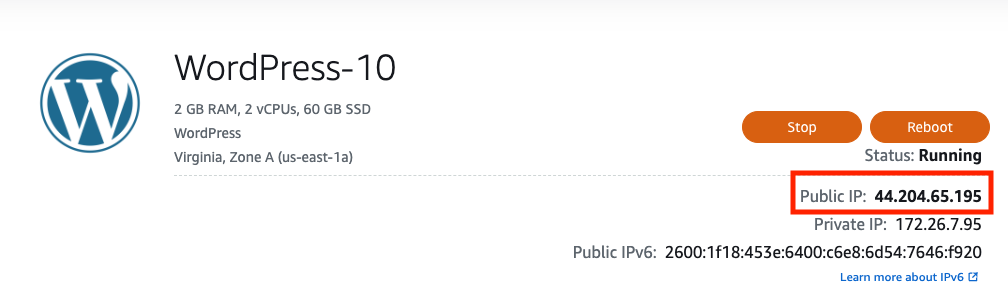 WordPress-10
2 GB RAM, 2 vCPUs, 60 GB SSD
WordPress
Virginia, Zone A (us-east-1a)
Stop
Reboot
Status: Running
Public IP: 44.204.65.195
Private IP: 172.26.7.95
Public IPv6: 2600:1f18:453e:6400:c6e8:6d54:7646:f920
Learn more about IPv6